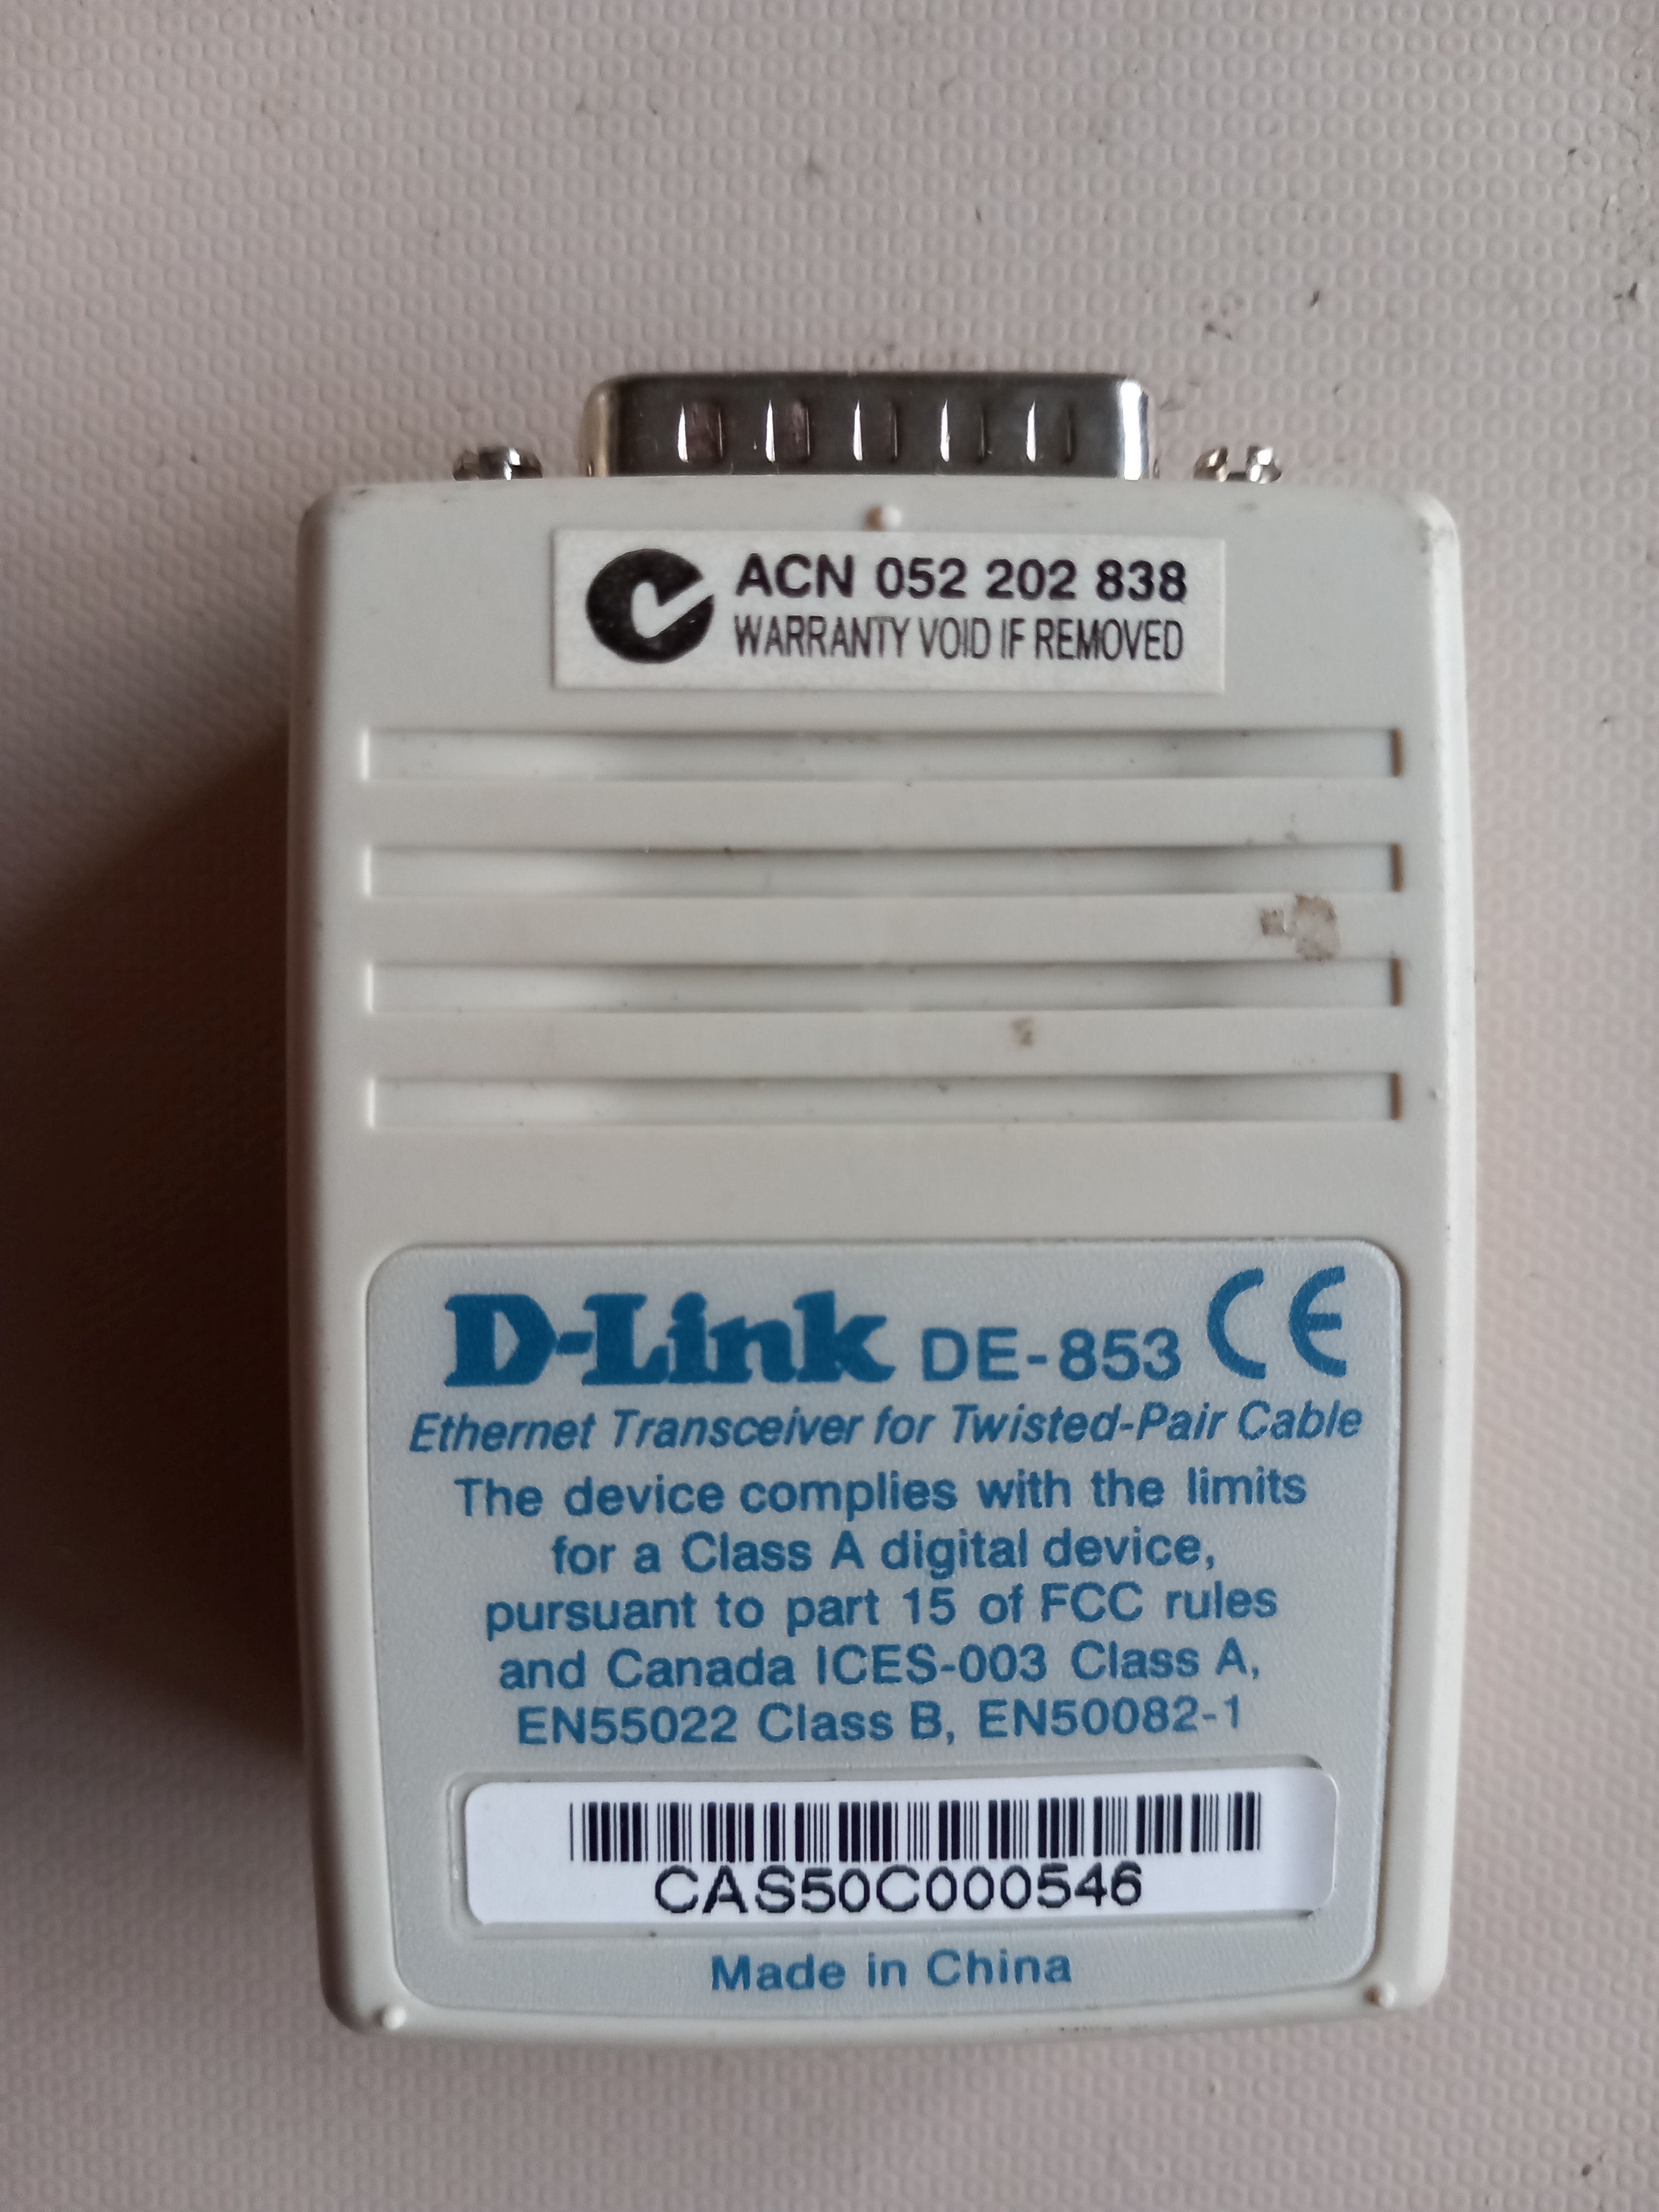 ACN 052 202 838
WARRANTY VOID IF REMOVED
D-Link DE-853 CE
Ethernet Transceiver for Twisted-Pair Cable
The device complies with the limits
for a Class A digital device,
pursuant to part 15 of FCC rules
and Canada ICES-003 Class A,
EN55022 Class B, EN50082-1
CAS50C000546
Made in China